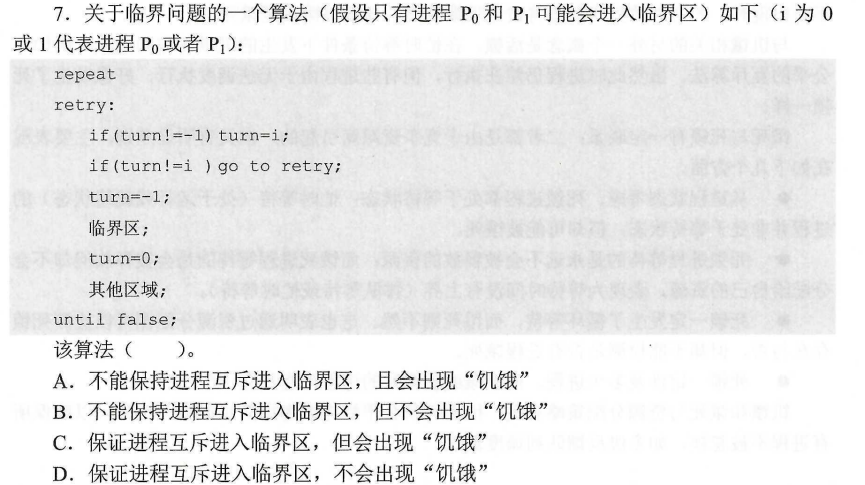 7. 关于临界问题的一个算法（假设只有进程 P₀ 和 P₁ 可能会进入临界区）如下（i 为 0
或 1 代表进程 P₀或者 P₁）：
repeat
retry:
if(turn!=-1) turn=i;
if(turn!=i )go to retry;
turn=-1;
临界区;
turn=0;
其他区域;
until false;
该算法（　　）。
A. 不能保持进程互斥进入临界区，且会出现“饥饿”
B. 不能保持进程互斥进入临界区，但不会出现“饥饿”
C. 保证进程互斥进入临界区，但会出现“饥饿”
D. 保证进程互斥进入临界区，不会出现“饥饿”